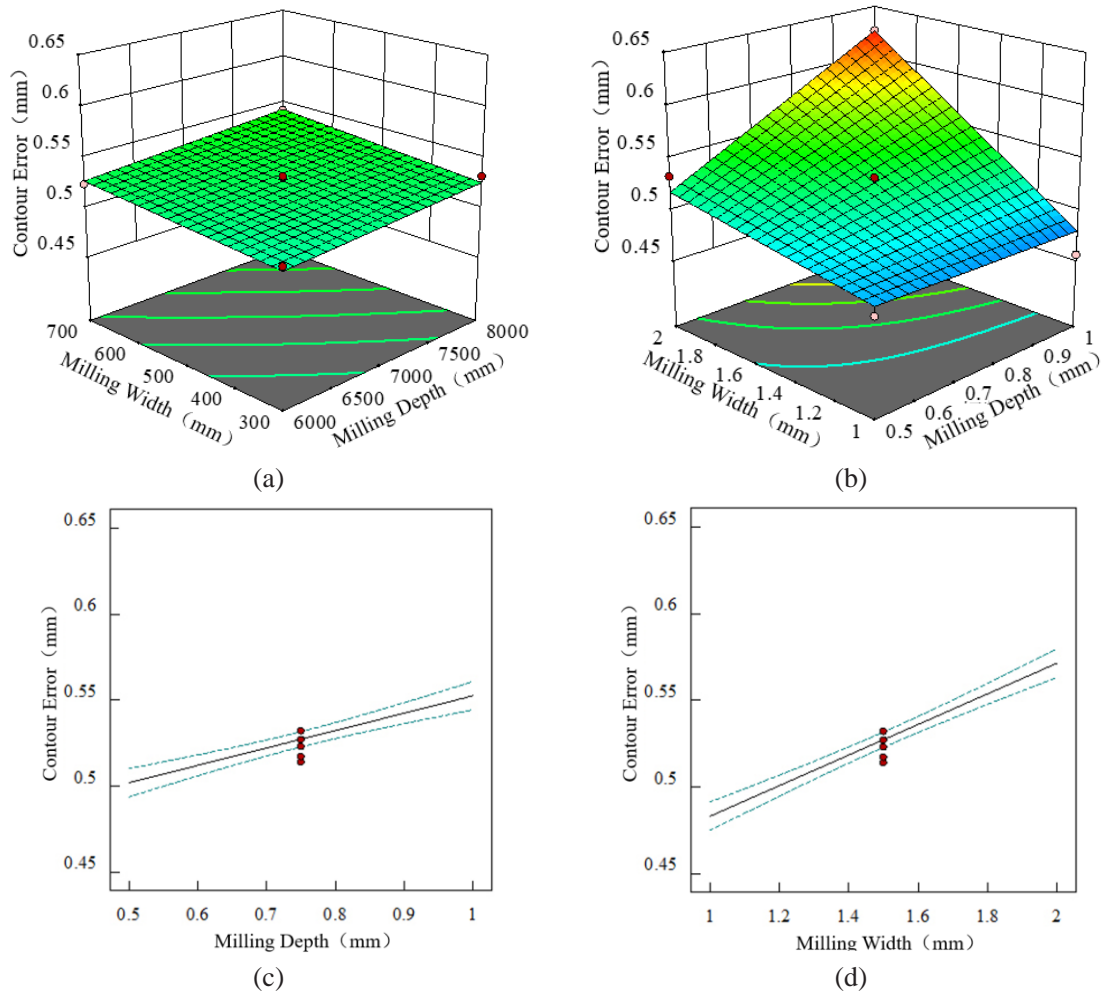 0.65
0.6
0.55
0.5
0.45
Contour Error（mm）
700
600
500
400
300
Milling Width（mm）
6000
6500
7000
7500
8000
Milling Depth（mm）
(a)
0.65
0.6
0.55
0.5
0.45
Contour Error（mm）
2
1.8
1.6
1.4
1.2
1
Milling Width（mm）
0.5
0.6
0.7
0.8
0.9
1
Milling Depth（mm）
(b)
0.65
0.6
0.55
0.5
0.45
Contour Error（mm）
0.5 0.6 0.7 0.8 0.9 1
Milling Depth（mm）
(c)
0.65
0.6
0.55
0.5
0.45
Contour Error（mm）
1 1.2 1.4 1.6 1.8 2
Milling Width（mm）
(d)